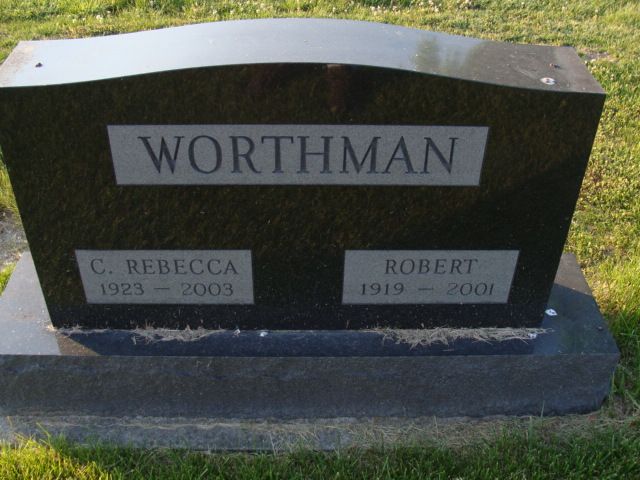 WORTHMAN
C. REBECCA
1923 — 2003
ROBERT
1919 — 2001